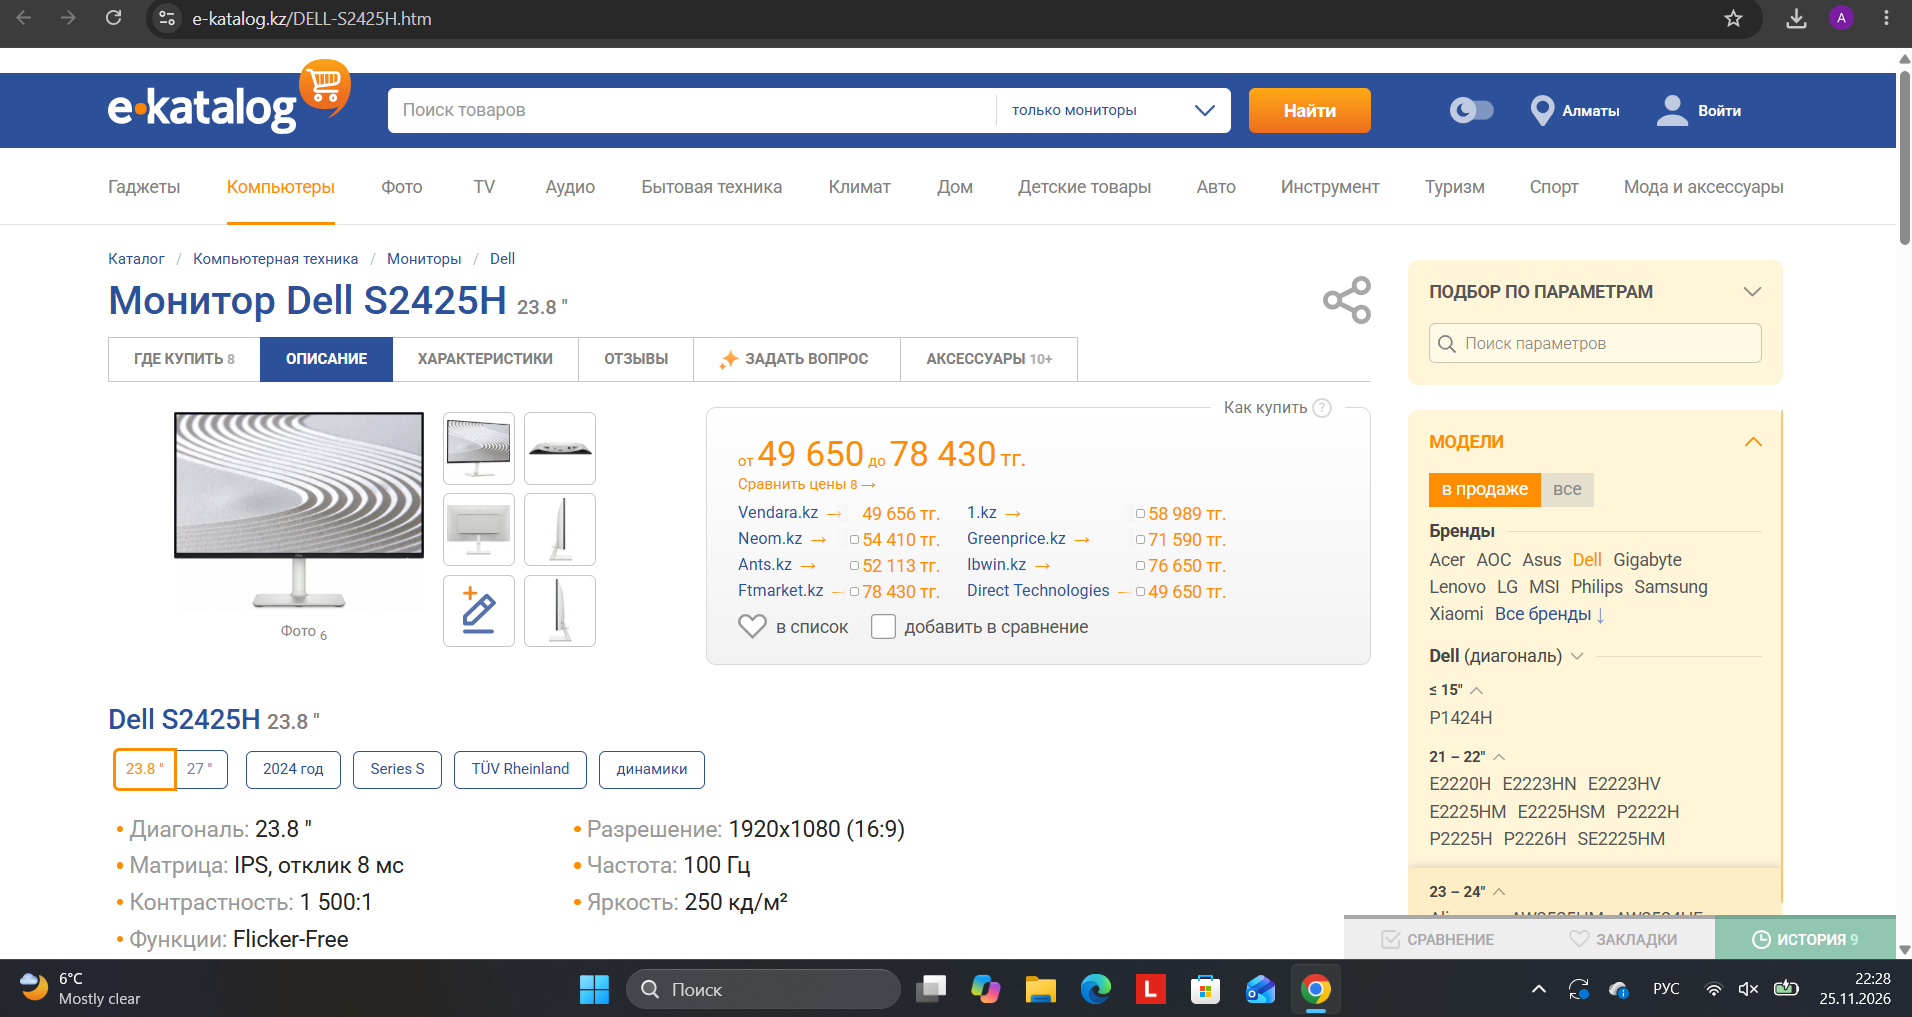 e-katalog.kz/DELL-S2425H.htm
A
e-katalog
Поиск товаров
только мониторы
Найти
Алматы
Войти
Гаджеты Компьютеры Фото TV Аудио Бытовая техника Климат Дом Детские товары Авто Инструмент Туризм Спорт Мода и аксессуары
Каталог / Компьютерная техника / Мониторы / Dell
Монитор Dell S2425H 23.8 "
ГДЕ КУПИТЬ 8 ОПИСАНИЕ ХАРАКТЕРИСТИКИ ОТЗЫВЫ ЗАДАТЬ ВОПРОС АКСЕССУАРЫ 10+
Фото 6
Как купить ?
от 49 650 до 78 430 тг.
Сравнить цены 8 →
Vendara.kz → 49 656 тг. 1.kz → 58 989 тг.
Neom.kz → 54 410 тг. Greenprice.kz → 71 590 тг.
Ants.kz → 52 113 тг. Ibwin.kz → 76 650 тг.
Ftmarket.kz 78 430 тг. Direct Technologies 49 650 тг.
в список добавить в сравнение
Dell S2425H 23.8 "
23.8 " 27 " 2024 год Series S TÜV Rheinland динамики
• Диагональ: 23.8 "
• Матрица: IPS, отклик 8 мс
• Контрастность: 1 500:1
• Функции: Flicker-Free
• Разрешение: 1920x1080 (16:9)
• Частота: 100 Гц
• Яркость: 250 кд/м²
ПОДБОР ПО ПАРАМЕТРАМ
Поиск параметров
МОДЕЛИ
в продаже все
Бренды
Acer AOC Asus Dell Gigabyte
Lenovo LG MSI Philips Samsung
Xiaomi Все бренды ↓
Dell (диагональ)
≤ 15"
P1424H
21 – 22"
E2220H E2223HN E2223HV
E2225HM E2225HSM P2222H
P2225H P2226H SE2225HM
23 – 24"
СРАВНЕНИЕ ЗАКЛАДКИ ИСТОРИЯ 9
6°C
Mostly clear
Поиск
L
РУС
22:28
25.11.2026